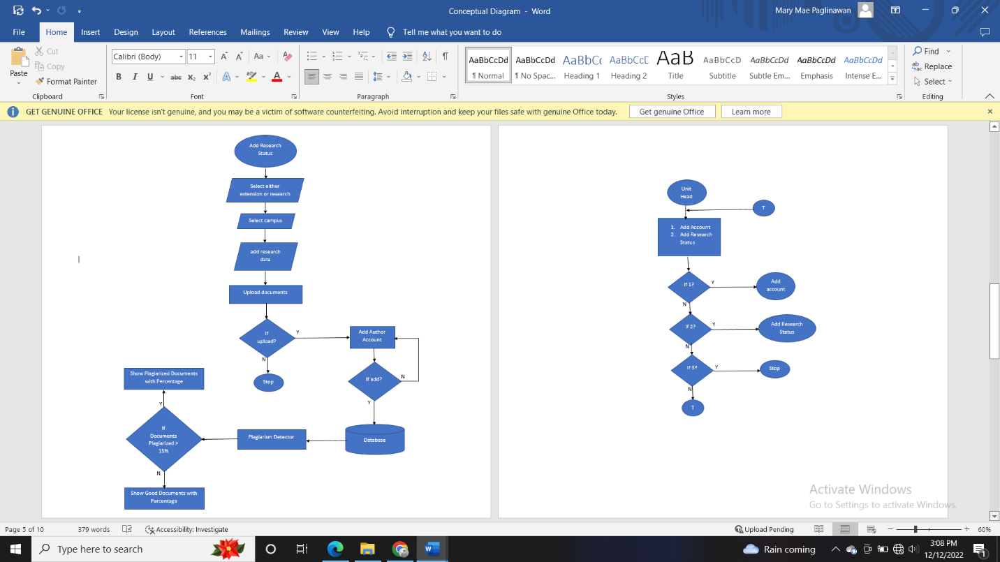 Conceptual Diagram - Word
Mary Mae Paglinawan
File Home Insert Design Layout References Mailings Review View Help Tell me what you want to do
Paste
Cut
Copy
Format Painter
Clipboard
Calibri (Body) 11
Font
Paragraph
AaBbCcDd AaBbCcDd AaBbCc AaBbCcE AaB AaBbCcD AaBbCcDd AaBbCcDd AaBbCcDd
¶ Normal ¶ No Spac... Heading 1 Heading 2 Title Subtitle Subtle Em... Emphasis Intense E...
Styles
Find
Replace
Select
Editing
GET GENUINE OFFICE Your license isn't genuine, and you may be a victim of software counterfeiting. Avoid interruption and keep your files safe with genuine Office today. Get genuine Office Learn more
Add Research
Status
Select either
extension or research
Select campus
add research
data
Upload documents
If
upload?
Y
N
Stop
Add Author
Account
If add?
N
Y
Database
Plagiarism Detector
If
Documents
Plagiarized >
15%
Y
Show Plagiarized Documents
with Percentage
N
Show Good Documents with
Percentage
Unit
Head
T
1. Add Account
2. Add Research
Status
If 1?
Y
Add
account
N
If 2?
Y
Add Research
Status
N
If 3?
Y
Stop
N
T
Activate Windows
Go to Settings to activate Windows.
Page 5 of 10 379 words Accessibility: Investigate Upload Pending 60%
Type here to search
Rain coming
3:08 PM
12/12/2022
1